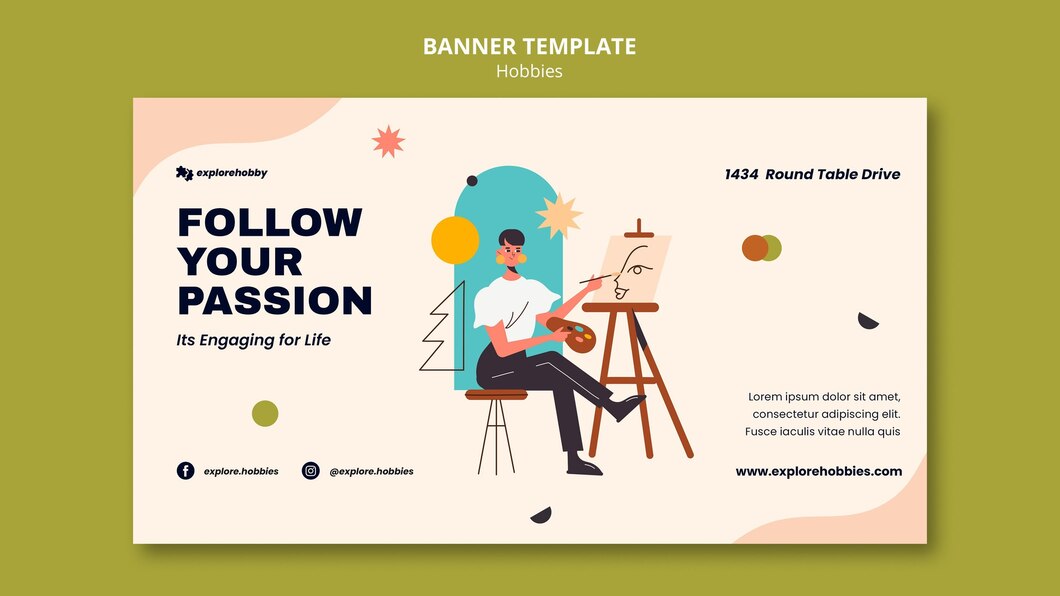 BANNER TEMPLATE
Hobbies
explorehobby
1434 Round Table Drive
FOLLOW
YOUR
PASSION
Its Engaging for Life
Lorem ipsum dolor sit amet,
consectetur adipiscing elit.
Fusce iaculis vitae nulla quis
explore.hobbies
@explore.hobbies
www.explorehobbies.com